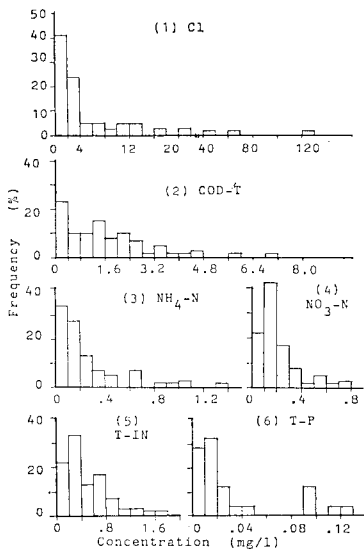 50
(1) Cl
40
30
20
10
0
0 4 12 20 40 80 120
40
(2) COD-T
20
0
0 1.6 3.2 4.8 6.4 8.0
Frequency (%)
40
(3) NH4-N
20
0
0 .4 .8 1.2
(4)
NO3-N
0 .4 .8
40
(5)
T-IN
20
0
0 .8 1.6
(6) T-P
0 .04 .08 0.12
Concentration (mg/l)